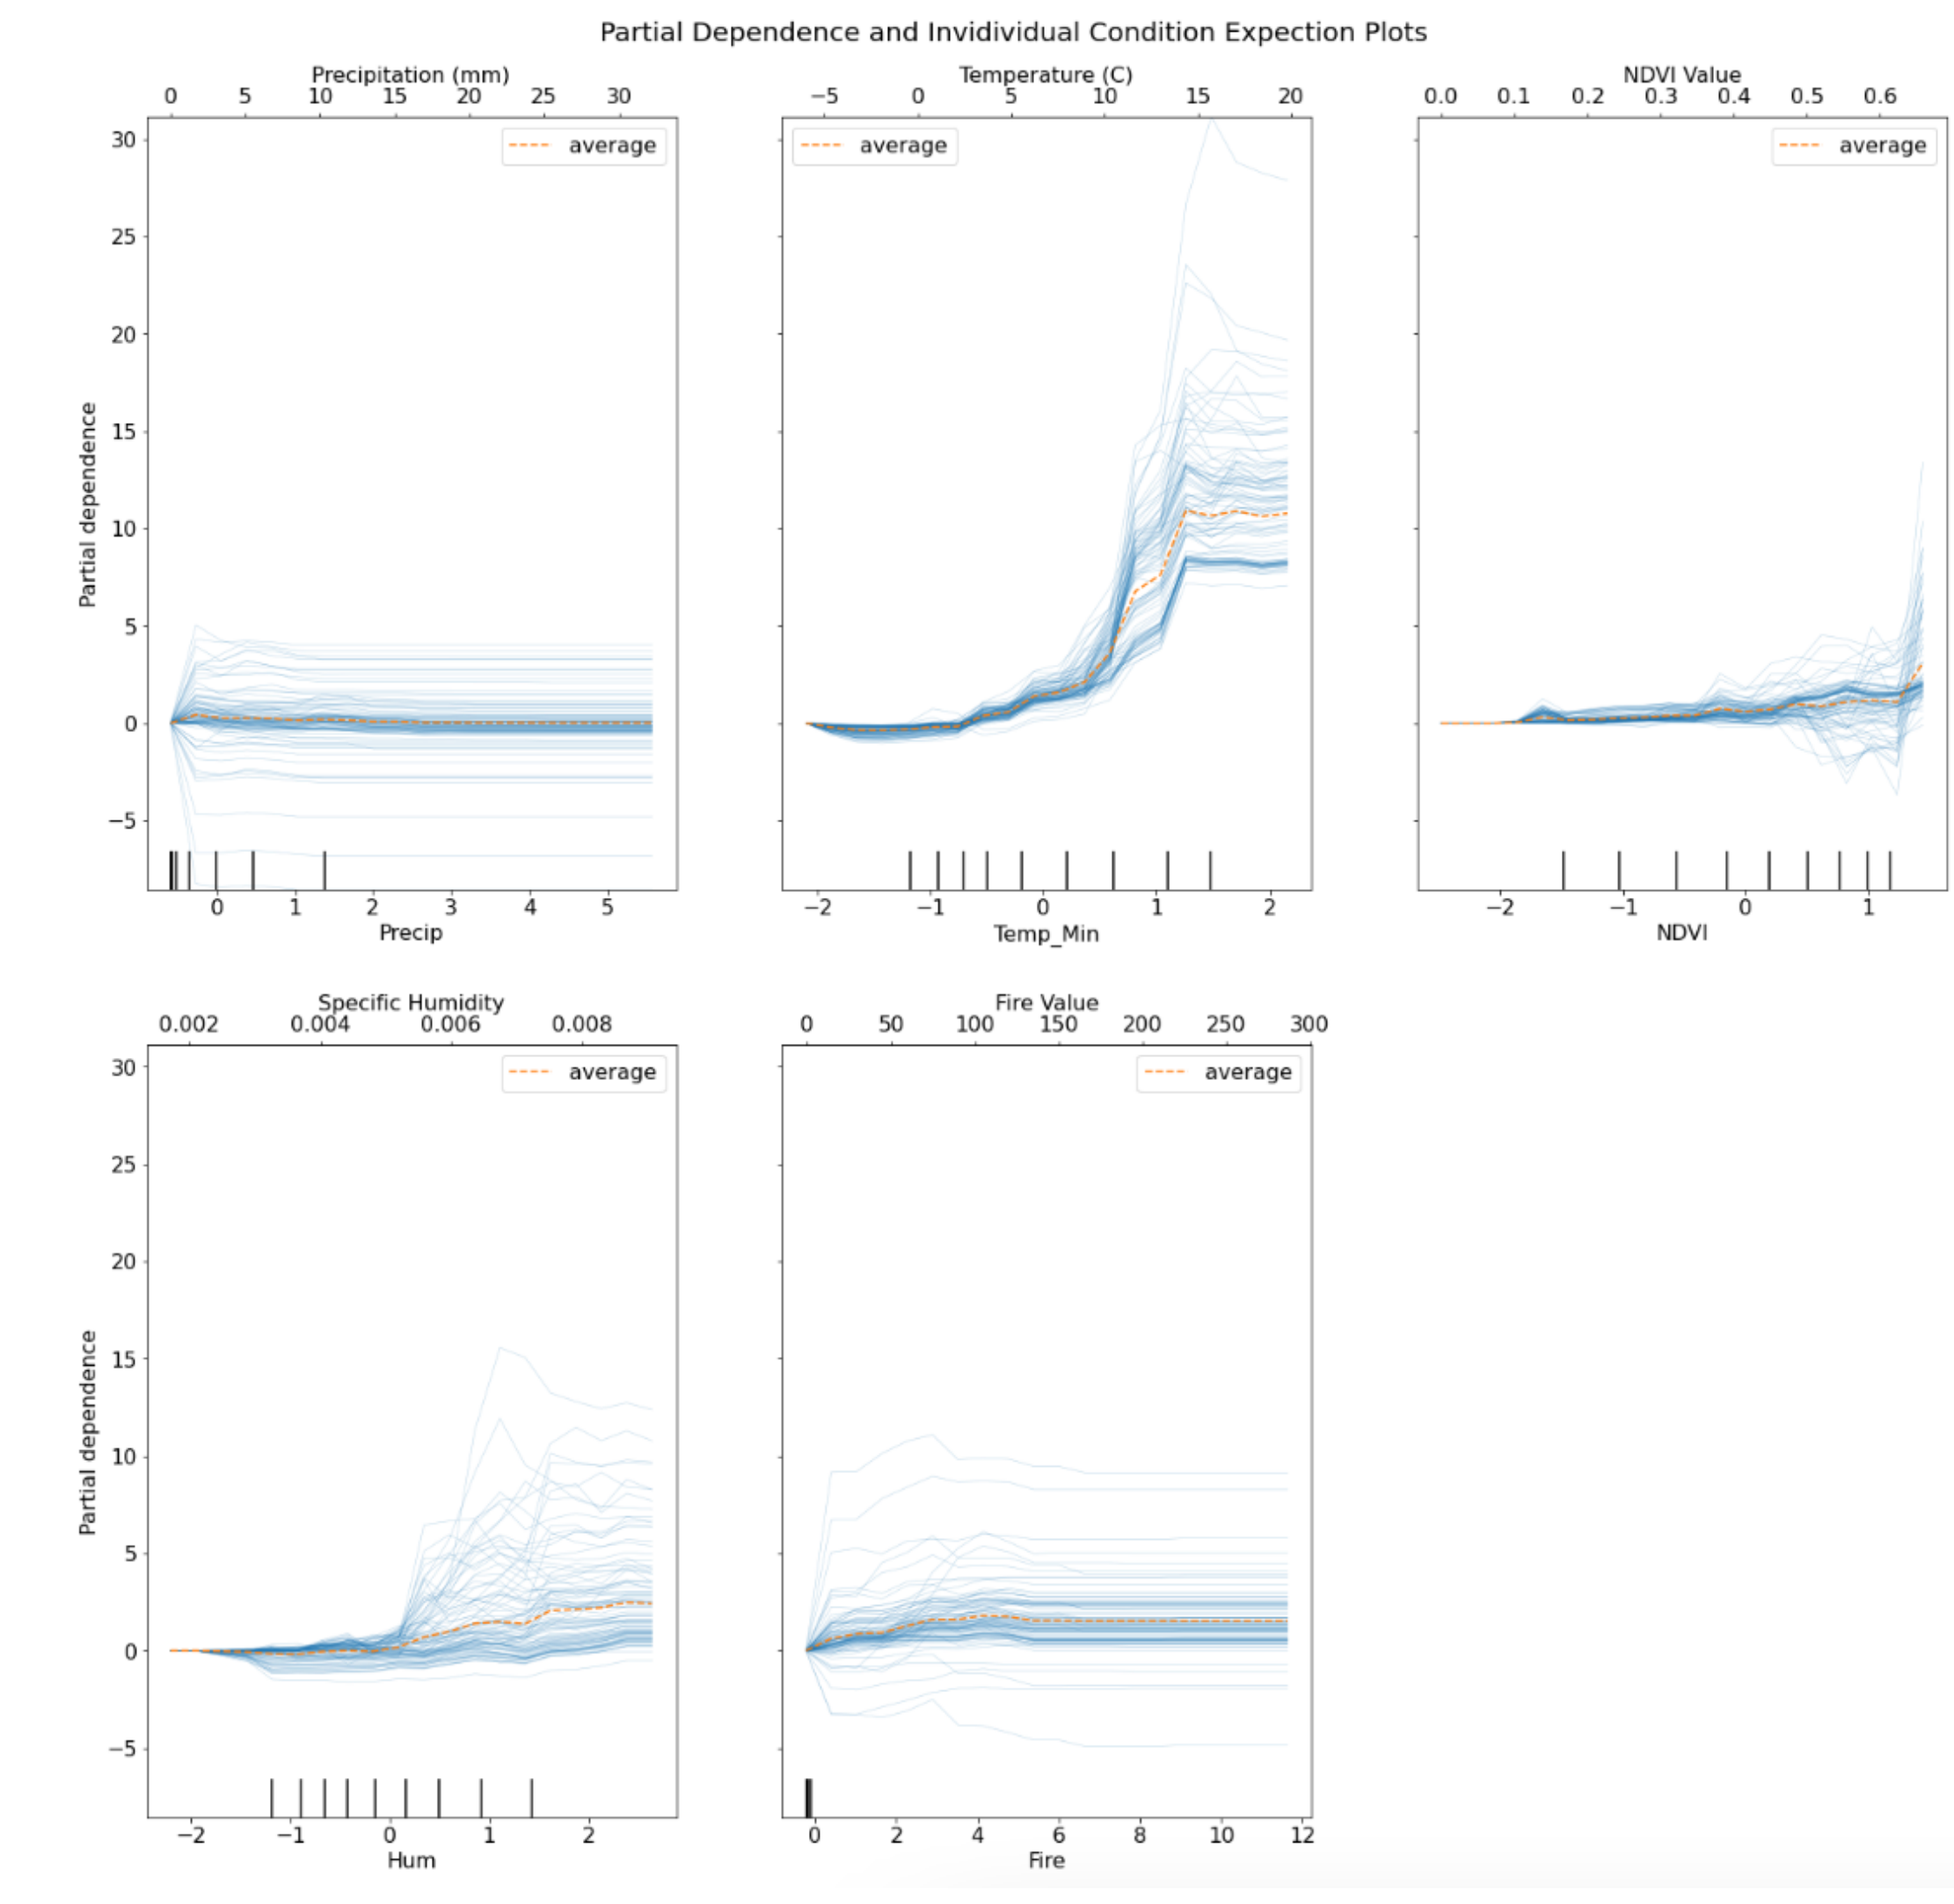 Partial Dependence and Invidividual Condition Expection Plots
Precipitation (mm) Temperature (C) NDVI Value
0 5 10 15 20 25 30 −5 0 5 10 15 20 0.0 0.1 0.2 0.3 0.4 0.5 0.6
average average average
30
25
20
15
10
5
0
−5
Partial dependence
0 1 2 3 4 5 −2 −1 0 1 2 −2 −1 0 1
Precip Temp_Min NDVI
Specific Humidity Fire Value
0.002 0.004 0.006 0.008 0 50 100 150 200 250 300
average average
30
25
20
15
10
5
0
−5
Partial dependence
−2 −1 0 1 2 0 2 4 6 8 10 12
Hum Fire